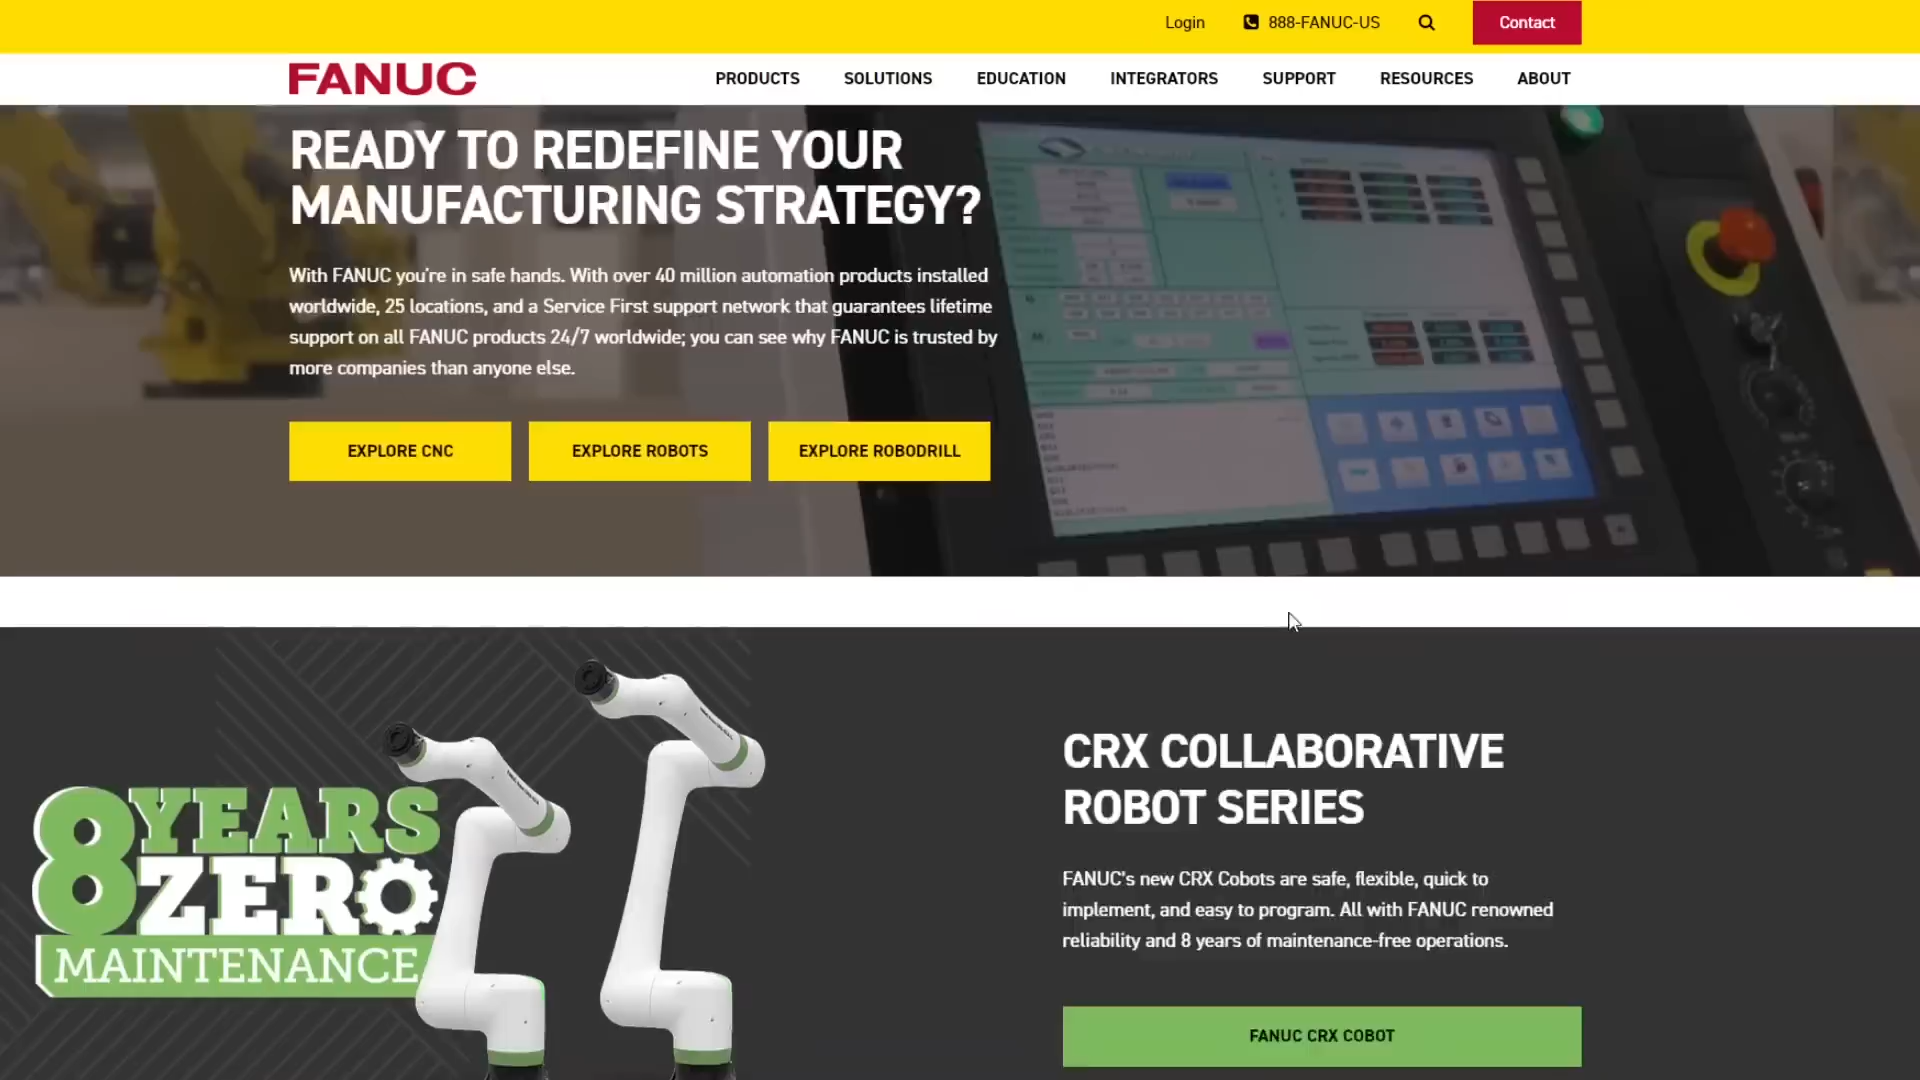 Login
888-FANUC-US
Contact
FANUC
PRODUCTS
SOLUTIONS
EDUCATION
INTEGRATORS
SUPPORT
RESOURCES
ABOUT
READY TO REDEFINE YOUR
MANUFACTURING STRATEGY?
With FANUC you're in safe hands. With over 40 million automation products installed
worldwide, 25 locations, and a Service First support network that guarantees lifetime
support on all FANUC products 24/7 worldwide; you can see why FANUC is trusted by
more companies than anyone else.
EXPLORE CNC
EXPLORE ROBOTS
EXPLORE ROBODRILL
8 YEARS
ZERO
MAINTENANCE
CRX COLLABORATIVE
ROBOT SERIES
FANUC's new CRX Cobots are safe, flexible, quick to
implement, and easy to program. All with FANUC renowned
reliability and 8 years of maintenance-free operations.
FANUC CRX COBOT